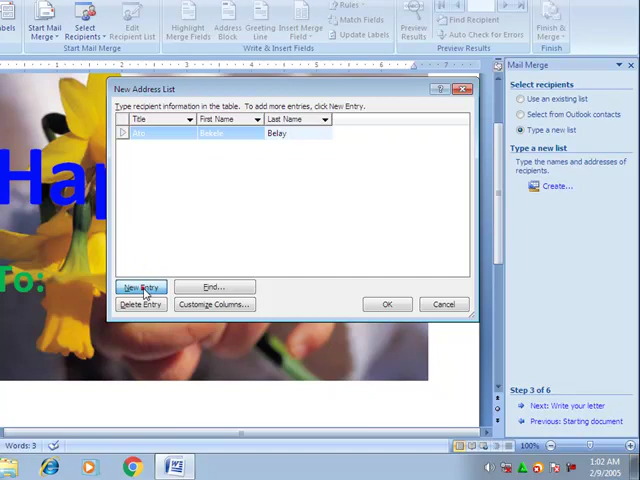 Labels
Start Mail Merge
Select Recipients
Edit Recipient List
Start Mail Merge
Highlight Merge Fields
Address Block
Greeting Line
Insert Merge Field
Rules
Match Fields
Update Labels
Write & Insert Fields
Preview Results
Find Recipient
Auto Check for Errors
Preview Results
Finish & Merge
Finish
Hap
To:
New Address List
Type recipient information in the table. To add more entries, click New Entry.
Title First Name Last Name
Ato Bekele Belay
New Entry Find...
Delete Entry Customize Columns... OK Cancel
Mail Merge
Select recipients
Use an existing list
Select from Outlook contacts
Type a new list
Type a new list
Type the names and addresses of
recipients.
Create...
Step 3 of 6
Next: Write your letter
Previous: Starting document
Words: 3
100%
1:02 AM
2/9/2005